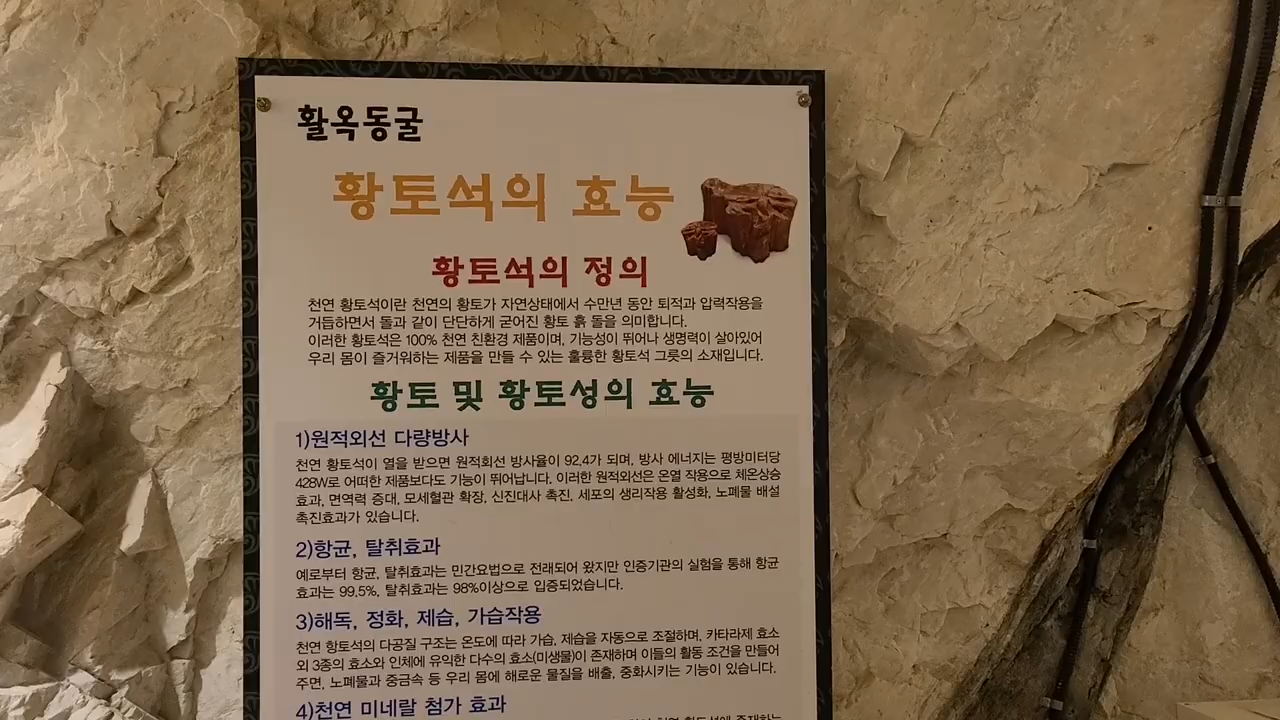 활옥동굴
황토석의 효능
황토석의 정의
천연 황토석이란 천연의 황토가 자연상태에서 수만년 동안 퇴적과 압력작용을
거듭하면서 돌과 같이 단단하게 굳어진 황토 흙 돌을 의미합니다.
이러한 황토석은 100% 천연 친환경 제품이며, 기능성이 뛰어나 생명력이 살아있어
우리 몸이 즐거워하는 제품을 만들 수 있는 훌륭한 황토석 그릇의 소재입니다.
황토 및 황토성의 효능
1)원적외선 다량방사
천연 황토석이 열을 받으면 원적회선 방사율이 92.4가 되며, 방사 에너지는 평방미터당
428W로 어떠한 제품보다도 기능이 뛰어납니다. 이러한 원적외선은 온열 작용으로 체온상승
효과, 면역력 증대, 모세혈관 확장, 신진대사 촉진, 세포의 생리작용 활성화, 노폐물 배설
촉진효과가 있습니다.
2)항균, 탈취효과
예로부터 항균, 탈취효과는 민간요법으로 전래되어 왔지만 인증기관의 실험을 통해 항균
효과는 99.5%, 탈취효과는 98%이상으로 입증되었습니다.
3)해독, 정화, 제습, 가습작용
천연 항토석의 다공질 구조는 온도에 따라 가습, 제습을 자동으로 조절하며, 카타라제 효소
외 3종의 효소와 인체에 유익한 다수의 효소(미생물)이 존재하며 이들의 활동 조건을 만들어
주면, 노폐물과 중금속 등 우리 몸에 해로운 물질을 배출, 중화시키는 기능이 있습니다.
4)천연 미네랄 첨가 효과